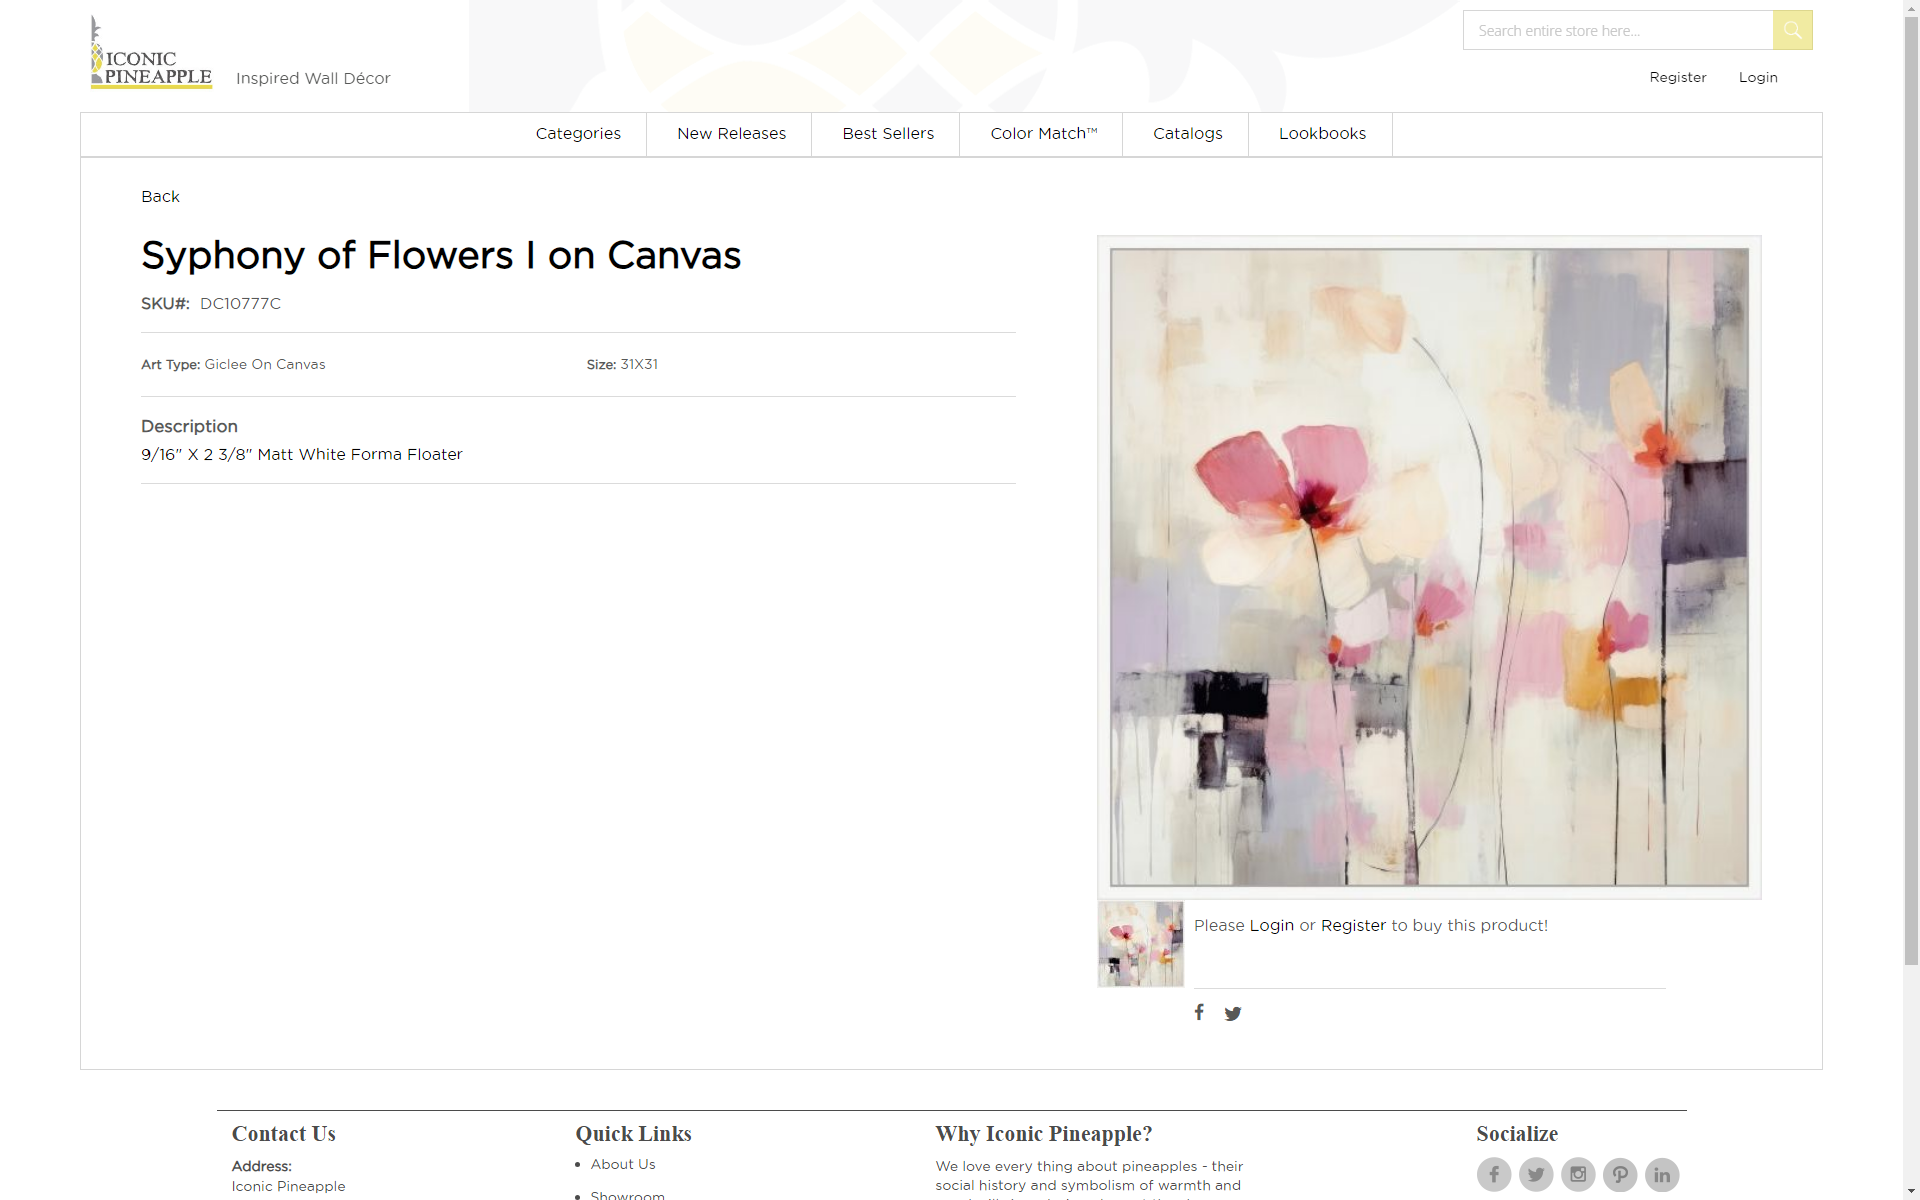 ICONIC
PINEAPPLE
Inspired Wall Décor
Search entire store here...
Register
Login
Categories
New Releases
Best Sellers
Color Match™
Catalogs
Lookbooks
Back
Syphony of Flowers I on Canvas
SKU#: DC10777C
Art Type: Giclee On Canvas
Size: 31X31
Description
9/16" X 2 3/8" Matt White Forma Floater
Please Login or Register to buy this product!
Contact Us
Address:
Iconic Pineapple
Quick Links
About Us
Showroom
Why Iconic Pineapple?
We love every thing about pineapples - their
social history and symbolism of warmth and
Socialize